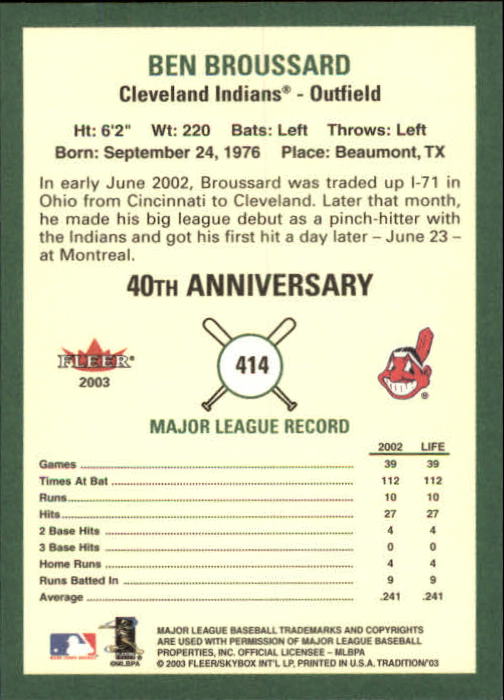 BEN BROUSSARD
Cleveland Indians® - Outfield
Ht: 6'2" Wt: 220 Bats: Left Throws: Left
Born: September 24, 1976 Place: Beaumont, TX
In early June 2002, Broussard was traded up I-71 in
Ohio from Cincinnati to Cleveland. Later that month,
he made his big league debut as a pinch-hitter with
the Indians and got his first hit a day later – June 23 –
at Montreal.
40TH ANNIVERSARY
FLEER®
2003
414
®
MAJOR LEAGUE RECORD
2002 LIFE
Games 39 39
Times At Bat 112 112
Runs 10 10
Hits 27 27
2 Base Hits 4 4
3 Base Hits 0 0
Home Runs 4 4
Runs Batted In 9 9
Average .241 .241
©MLBPA
MAJOR LEAGUE BASEBALL TRADEMARKS AND COPYRIGHTS
ARE USED WITH PERMISSION OF MAJOR LEAGUE BASEBALL
PROPERTIES, INC. OFFICIAL LICENSEE – MLBPA
© 2003 FLEER/SKYBOX INT'L LP, PRINTED IN U.S.A. TRADITION/'03